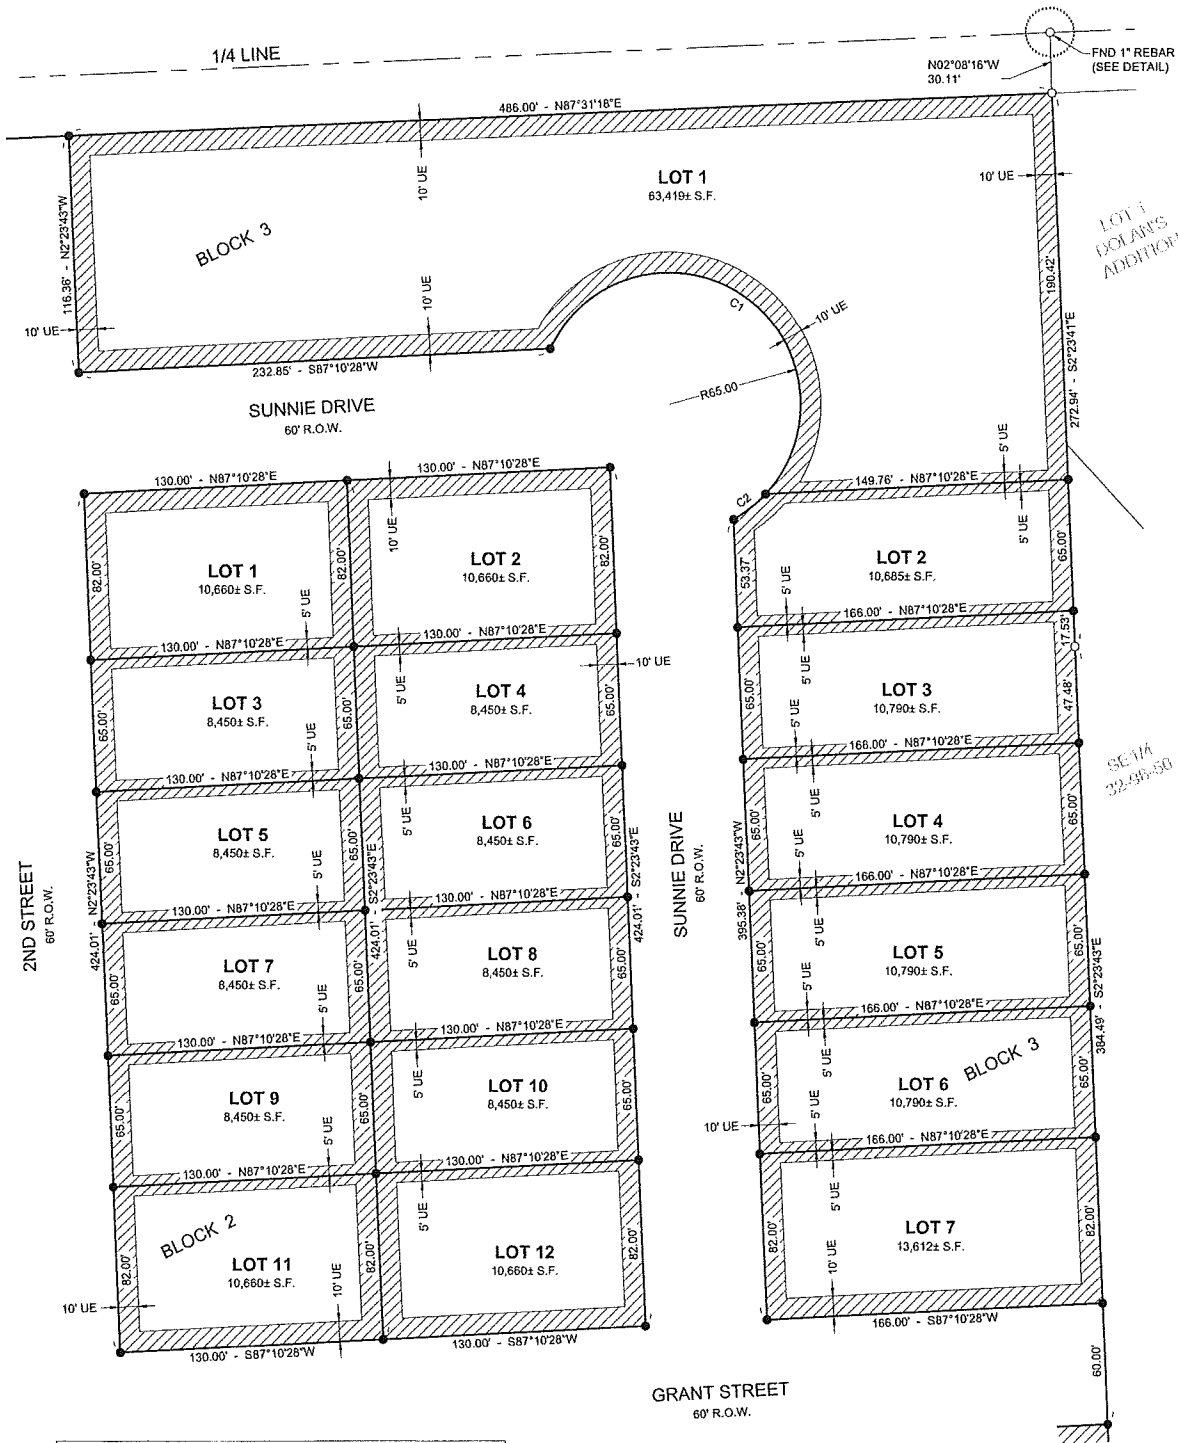 1/4 LINE
FND 1" REBAR
(SEE DETAIL)
N02°08'16"W
30.11'
486.00' - N87°31'18"E
10' UE
LOT 1
63,419± S.F.
10' UE
116.36' - N2°23'43"W
BLOCK 3
LOT 1
DOLAN'S
ADDITION
190.42'
272.94' - S2°23'41"E
10' UE
10' UE
C1
10' UE
R65.00
232.85' - S87°10'28"W
SUNNIE DRIVE
60' R.O.W.
5' UE
149.76' - N87°10'28"E
5' UE
C2
130.00' - N87°10'28"E
130.00' - N87°10'28"E
10' UE
82.00'
LOT 1
10,660± S.F.
82.00'
LOT 2
10,660± S.F.
82.00'
53.37'
LOT 2
10,685± S.F.
65.00'
5' UE
130.00' - N87°10'28"E
130.00' - N87°10'28"E
5' UE
10' UE
5' UE
166.00' - N87°10'28"E
5' UE
17.53'
47.48'
65.00'
LOT 3
8,450± S.F.
65.00'
LOT 4
8,450± S.F.
65.00'
65.00'
LOT 3
10,790± S.F.
5' UE
130.00' - N87°10'28"E
130.00' - N87°10'28"E
5' UE
5' UE
166.00' - N87°10'28"E
5' UE
SE 1/4
65.00'
LOT 5
8,450± S.F.
65.00'
LOT 6
8,450± S.F.
65.00'
65.00'
LOT 4
10,790± S.F.
65.00'
2ND STREET
60' R.O.W.
424.01' - N2°23'43"W
424.01' - S2°23'43"E
424.01' - S2°23'43"E
SUNNIE DRIVE
60' R.O.W.
395.38' - N2°23'43"W
5' UE
130.00' - N87°10'28"E
130.00' - N87°10'28"E
5' UE
5' UE
166.00' - N87°10'28"E
5' UE
65.00'
LOT 7
8,450± S.F.
65.00'
LOT 8
8,450± S.F.
65.00'
65.00'
LOT 5
10,790± S.F.
65.00'
384.49' - S2°23'43"E
5' UE
130.00' - N87°10'28"E
130.00' - N87°10'28"E
5' UE
5' UE
166.00' - N87°10'28"E
5' UE
65.00'
LOT 9
8,450± S.F.
65.00'
LOT 10
8,450± S.F.
65.00'
65.00'
LOT 6
10,790± S.F.
BLOCK 3
65.00'
10' UE
5' UE
130.00' - N87°10'28"E
130.00' - N87°10'28"E
5' UE
5' UE
166.00' - N87°10'28"E
5' UE
BLOCK 2
82.00'
LOT 11
10,660± S.F.
82.00'
LOT 12
10,660± S.F.
82.00'
82.00'
LOT 7
13,612± S.F.
82.00'
10' UE
10' UE
10' UE
130.00' - S87°10'28"W
130.00' - S87°10'28"W
166.00' - S87°10'28"W
GRANT STREET
60' R.O.W.
60.00'